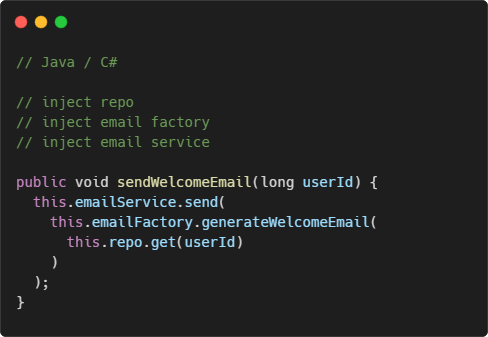 // Java / C#
// inject repo
// inject email factory
// inject email service
public void sendWelcomeEmail(long userId) {
  this.emailService.send(
    this.emailFactory.generateWelcomeEmail(
      this.repo.get(userId)
    )
  );
}